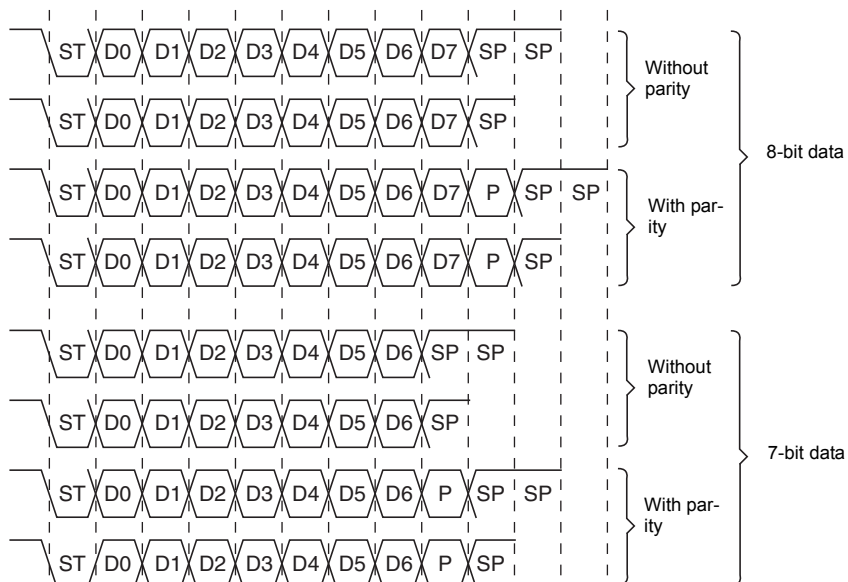 ST D0 D1 D2 D3 D4 D5 D6 D7 SP SP
Without
parity
ST D0 D1 D2 D3 D4 D5 D6 D7 SP
8-bit data
ST D0 D1 D2 D3 D4 D5 D6 D7 P SP SP
With par-
ity
ST D0 D1 D2 D3 D4 D5 D6 D7 P SP
ST D0 D1 D2 D3 D4 D5 D6 SP SP
Without
parity
ST D0 D1 D2 D3 D4 D5 D6 SP
7-bit data
ST D0 D1 D2 D3 D4 D5 D6 P SP SP
With par-
ity
ST D0 D1 D2 D3 D4 D5 D6 P SP